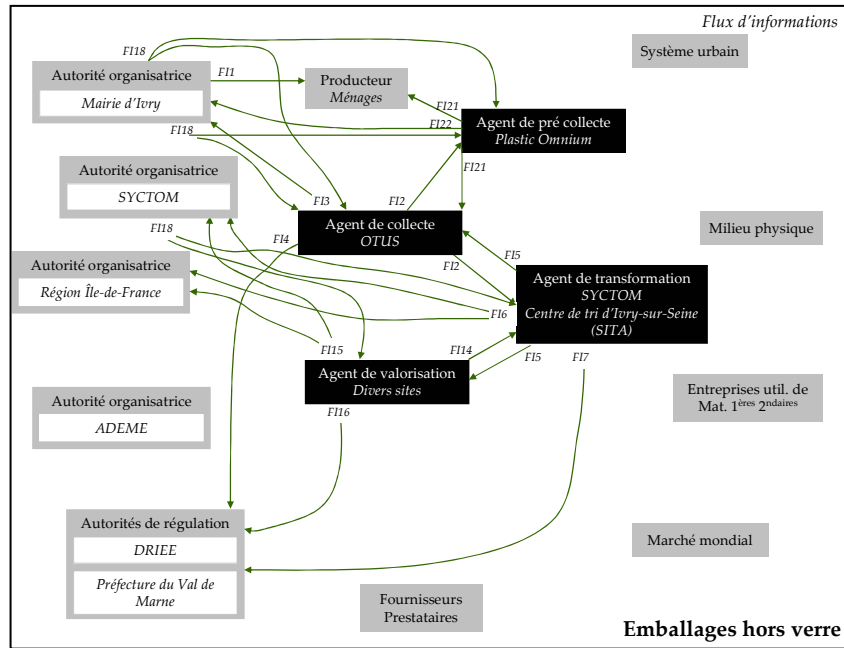 Flux d'informations
FI18
Système urbain
Autorité organisatrice
Mairie d'Ivry
FI1
Producteur
Ménages
FI21
FI22
FI18
Agent de pré collecte
Plastic Omnium
Autorité organisatrice
SYCTOM
FI21
FI3
FI2
FI18
FI4
Agent de collecte
OTUS
Milieu physique
FI5
FI2
Autorité organisatrice
Région Île-de-France
Agent de transformation
SYCTOM
Centre de tri d'Ivry-sur-Seine
(SITA)
FI6
FI15
FI14
FI5
FI7
Agent de valorisation
Divers sites
FI16
Autorité organisatrice
ADEME
Entreprises util. de
Mat. 1ères 2ndaires
Autorités de régulation
DRIEE
Préfecture du Val de
Marne
Marché mondial
Fournisseurs
Prestataires
Emballages hors verre